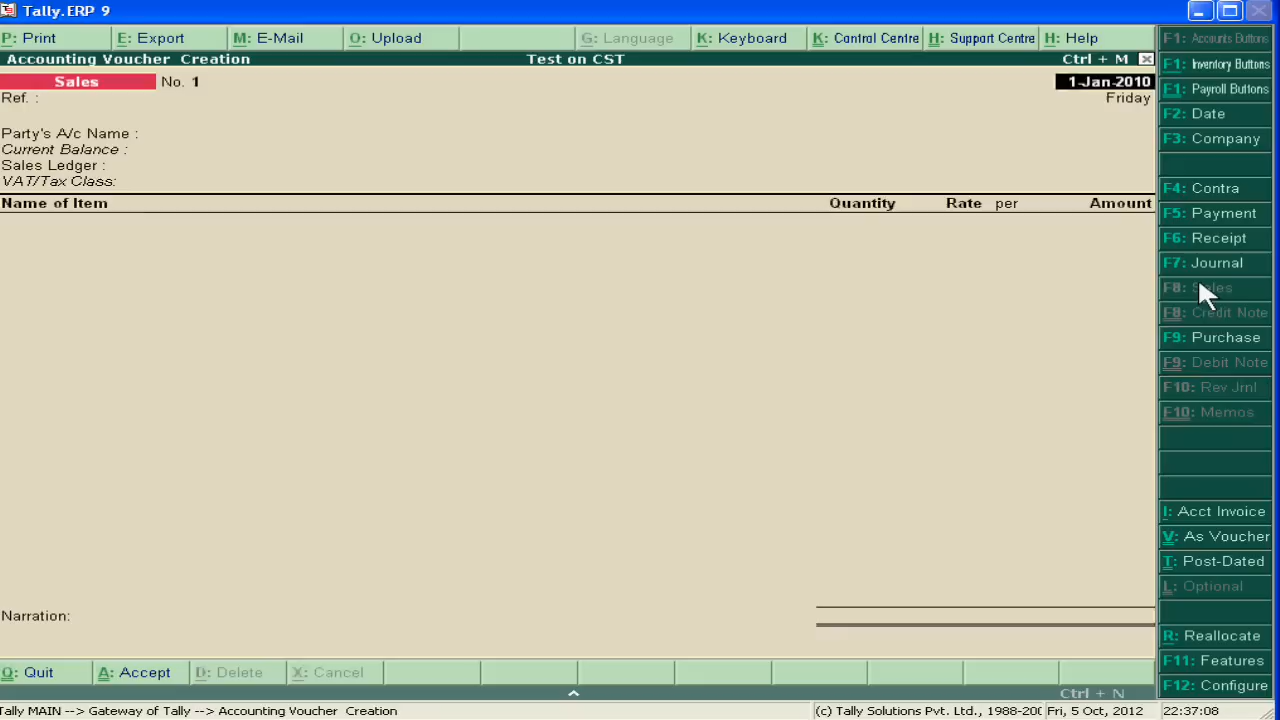 Tally.ERP 9
P: Print E: Export M: E-Mail O: Upload G: Language K: Keyboard K: Control Centre H: Support Centre H: Help
Accounting Voucher Creation Test on CST Ctrl + M
Sales No. 1 1-Jan-2010
Ref. : Friday
Party's A/c Name :
Current Balance :
Sales Ledger :
VAT/Tax Class:
Name of Item Quantity Rate per Amount
Narration:
F1: Accounts Buttons
F1: Inventory Buttons
F1: Payroll Buttons
F2: Date
F3: Company
F4: Contra
F5: Payment
F6: Receipt
F7: Journal
F8: Sales
F8: Credit Note
F9: Purchase
F9: Debit Note
F10: Rev Jrnl
F10: Memos
I: Acct Invoice
V: As Voucher
T: Post-Dated
L: Optional
R: Reallocate
F11: Features
F12: Configure
Q: Quit A: Accept D: Delete X: Cancel
Ctrl + N
Tally MAIN --> Gateway of Tally --> Accounting Voucher Creation (c) Tally Solutions Pvt. Ltd., 1988-200 Fri, 5 Oct, 2012 22:37:08